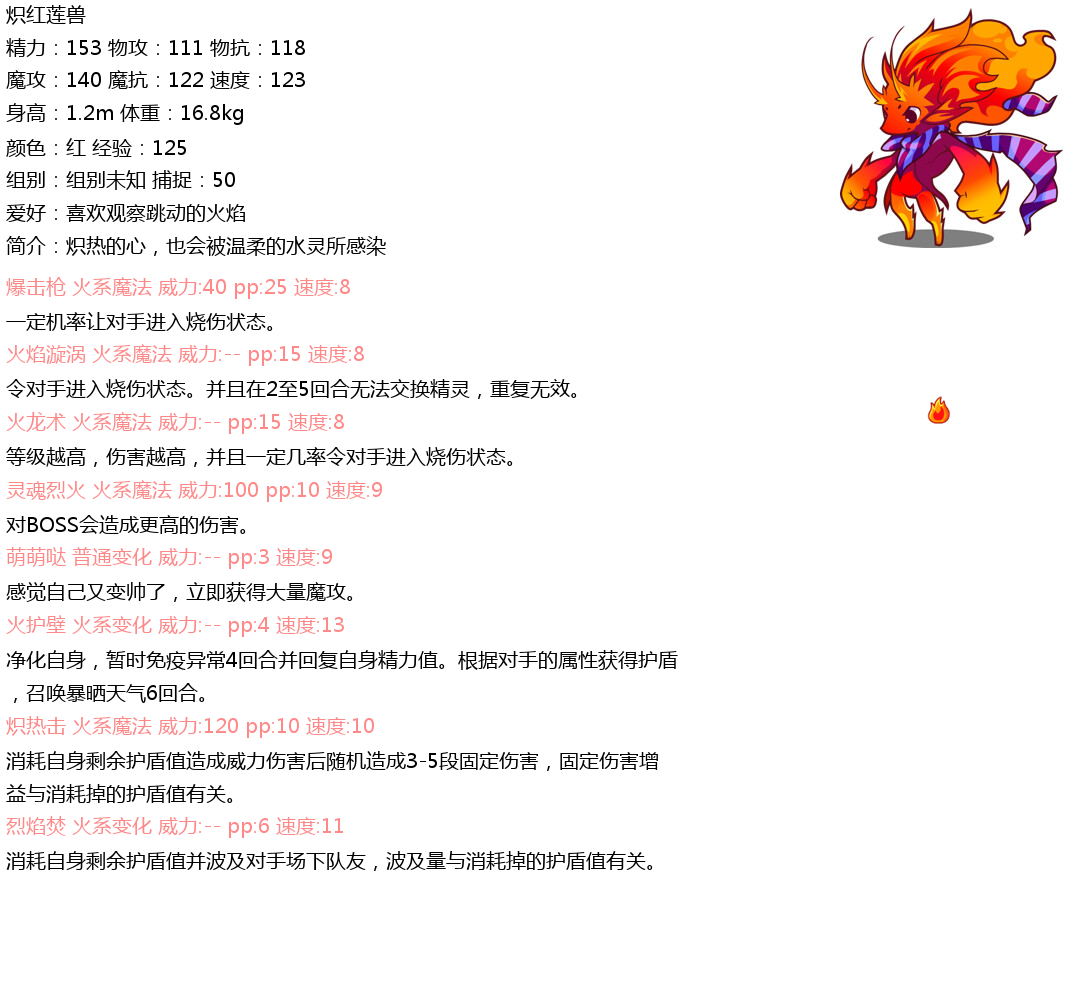 炽红莲兽
精力：153 物攻：111 物抗：118
魔攻：140 魔抗：122 速度：123
身高：1.2m 体重：16.8kg
颜色：红 经验：125
组别：组别未知 捕捉：50
爱好：喜欢观察跳动的火焰
简介：炽热的心，也会被温柔的水灵所感染
爆击枪 火系魔法 威力:40 pp:25 速度:8
一定机率让对手进入烧伤状态。
火焰漩涡 火系魔法 威力:-- pp:15 速度:8
令对手进入烧伤状态。并且在2至5回合无法交换精灵，重复无效。
火龙术 火系魔法 威力:-- pp:15 速度:8
等级越高，伤害越高，并且一定几率令对手进入烧伤状态。
灵魂烈火 火系魔法 威力:100 pp:10 速度:9
对BOSS会造成更高的伤害。
萌萌哒 普通变化 威力:-- pp:3 速度:9
感觉自己又变帅了，立即获得大量魔攻。
火护壁 火系变化 威力:-- pp:4 速度:13
净化自身，暂时免疫异常4回合并回复自身精力值。根据对手的属性获得护盾
，召唤暴晒天气6回合。
炽热击 火系魔法 威力:120 pp:10 速度:10
消耗自身剩余护盾值造成威力伤害后随机造成3-5段固定伤害，固定伤害增
益与消耗掉的护盾值有关。
烈焰焚 火系变化 威力:-- pp:6 速度:11
消耗自身剩余护盾值并波及对手场下队友，波及量与消耗掉的护盾值有关。